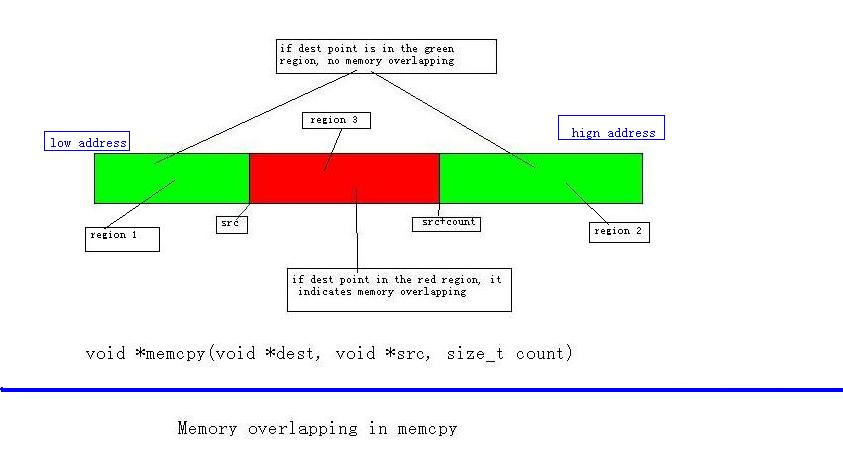 if dest point is in the green
region, no memory overlapping
region 3
hign address
low address
src
src+count
region 1
region 2
if dest point in the red region, it
indicates memory overlapping
void *memcpy(void *dest, void *src, size_t count)
Memory overlapping in memcpy